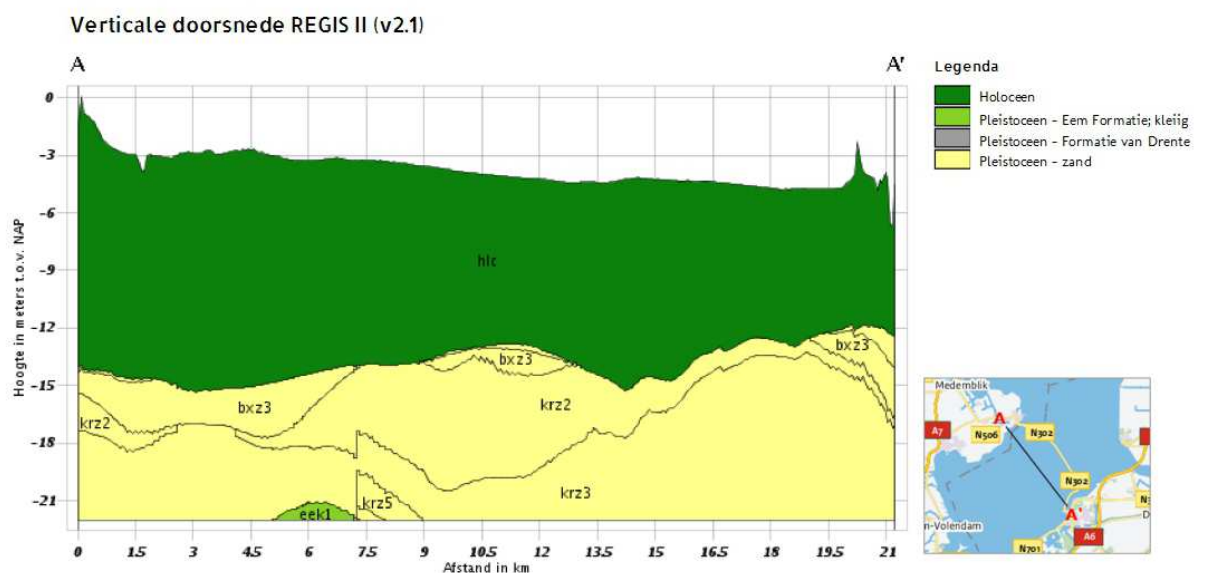 Verticale doorsnede REGIS II (v2.1)
A
A'
Legenda
Holoceen
Pleistoceen - Eem Formatie; kleiig
Pleistoceen - Formatie van Drente
Pleistoceen - zand
Hoogte in meters t.o.v. NAP
0
-3
-6
-9
-12
-15
-18
-21
hlc
bxz3
bxz3
bxz3
krz2
krz2
krz3
krz5
eek1
0 1.5 3 4.5 6 7.5 9 10.5 12 13.5 15 16.5 18 19.5 21
Afstand in km
Medemblik
A
A7
N506
N302
N302
A'
n-Volendam
A6
N701